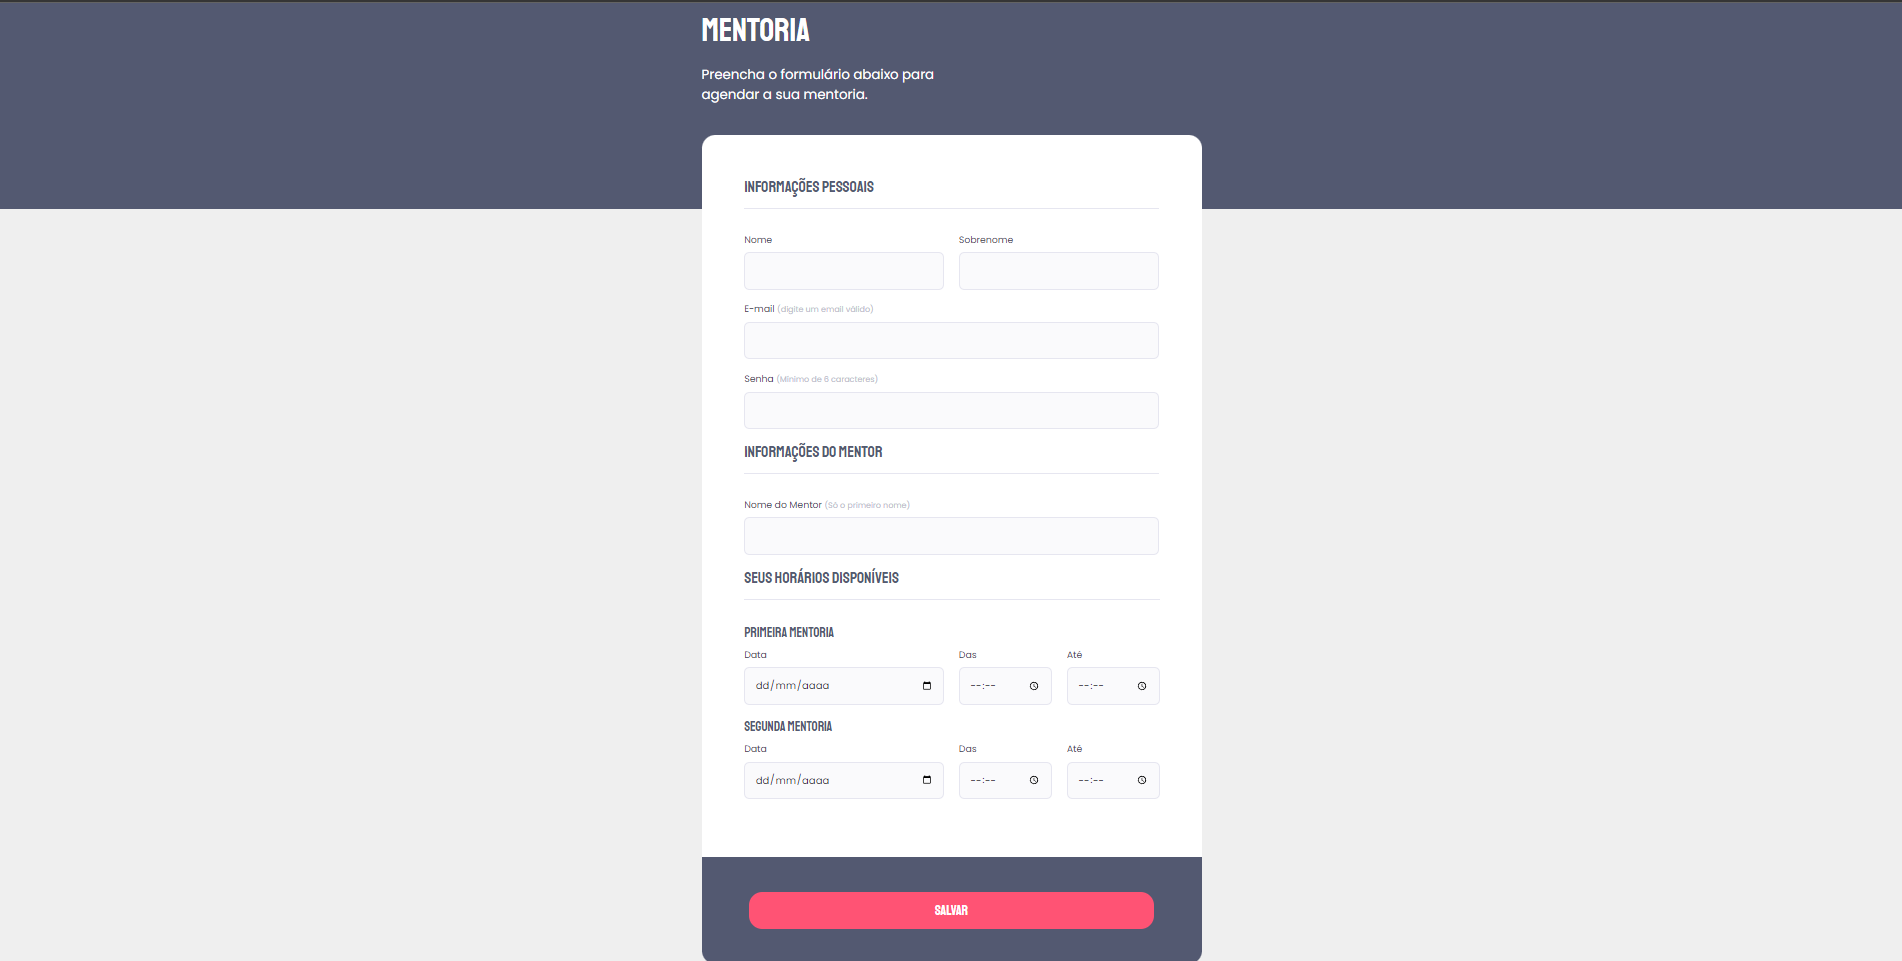 MENTORIA
Preencha o formulário abaixo para
agendar a sua mentoria.
INFORMAÇÕES PESSOAIS
Nome Sobrenome
E-mail (digite um email válido)
Senha (Mínimo de 6 caracteres)
INFORMAÇÕES DO MENTOR
Nome do Mentor (Só o primeiro nome)
SEUS HORÁRIOS DISPONÍVEIS
PRIMEIRA MENTORIA
Data Das Até
dd/mm/aaaa --:-- --:--
SEGUNDA MENTORIA
Data Das Até
dd/mm/aaaa --:-- --:--
SALVAR